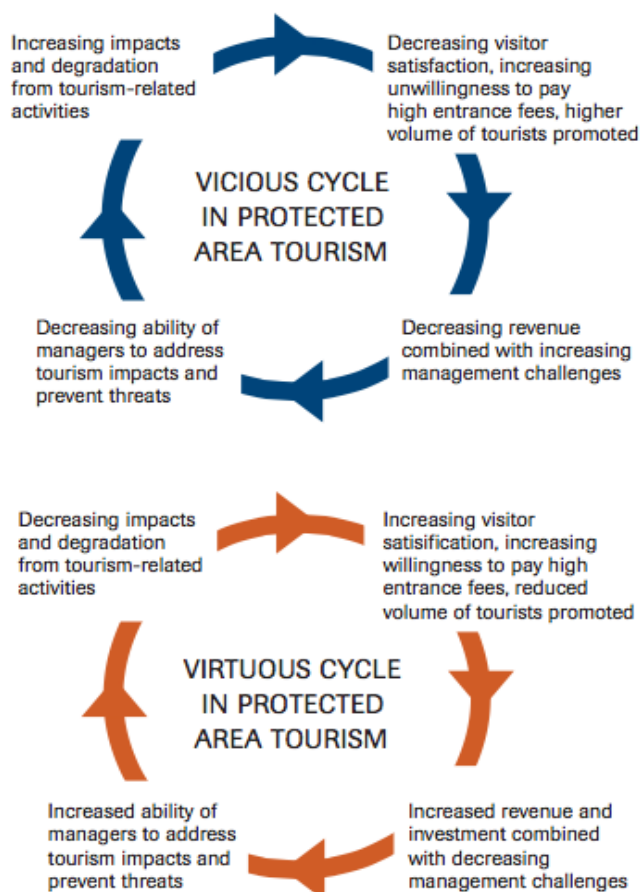 Increasing impacts
and degradation
from tourism-related
activities
Decreasing visitor
satisfaction, increasing
unwillingness to pay
high entrance fees, higher
volume of tourists promoted
VICIOUS CYCLE
IN PROTECTED
AREA TOURISM
Decreasing ability of
managers to address
tourism impacts and
prevent threats
Decreasing revenue
combined with increasing
management challenges
Decreasing impacts
and degradation
from tourism-related
activities
Increasing visitor
satisification, increasing
willingness to pay high
entrance fees, reduced
volume of tourists promoted
VIRTUOUS CYCLE
IN PROTECTED
AREA TOURISM
Increased ability of
managers to address
tourism impacts and
prevent threats
Increased revenue and
investment combined
with decreasing
management challenges